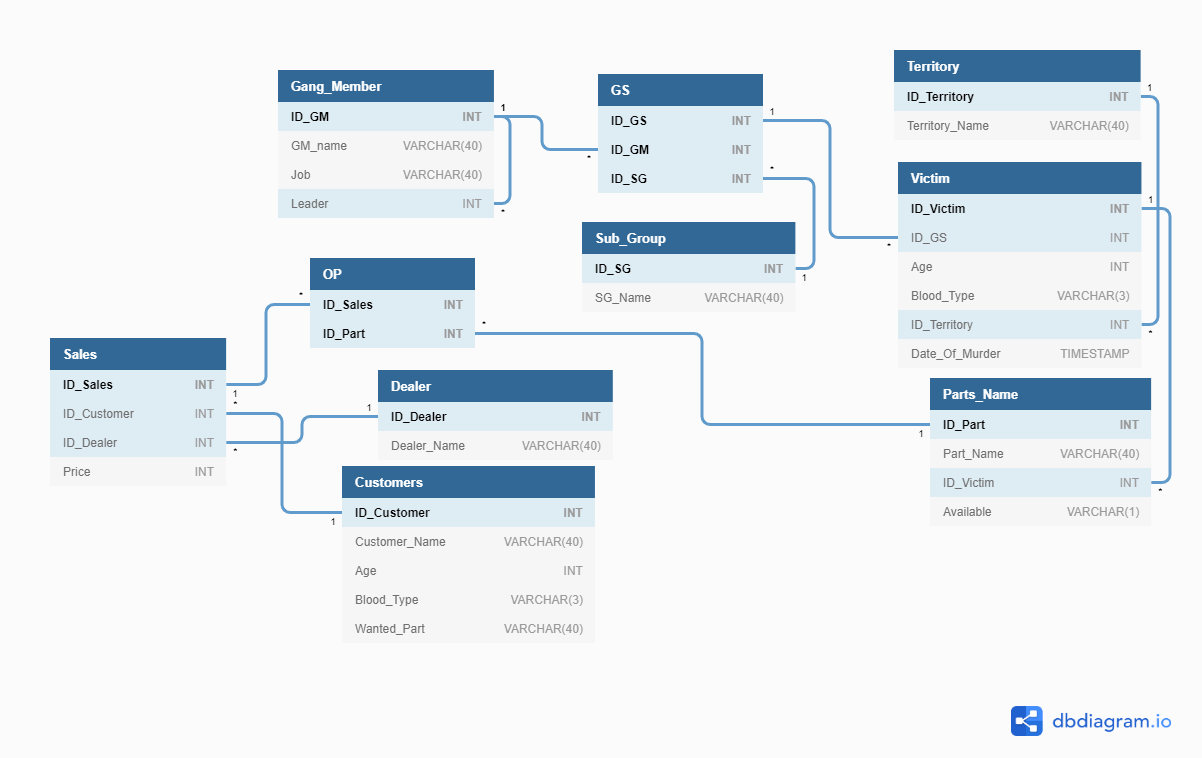 Gang_Member
ID_GM INT
GM_name VARCHAR(40)
Job VARCHAR(40)
Leader INT
1
*
*
GS
ID_GS INT
ID_GM INT
ID_SG INT
1
*
*
Sub_Group
ID_SG INT
SG_Name VARCHAR(40)
1
Territory
ID_Territory INT
Territory_Name VARCHAR(40)
1
Victim
ID_Victim INT
ID_GS INT
Age INT
Blood_Type VARCHAR(3)
ID_Territory INT
Date_Of_Murder TIMESTAMP
1
*
OP
ID_Sales INT
ID_Part INT
*
*
Sales
ID_Sales INT
ID_Customer INT
ID_Dealer INT
Price INT
1
*
*
Dealer
ID_Dealer INT
Dealer_Name VARCHAR(40)
1
Customers
ID_Customer INT
Customer_Name VARCHAR(40)
Age INT
Blood_Type VARCHAR(3)
Wanted_Part VARCHAR(40)
1
Parts_Name
ID_Part INT
Part_Name VARCHAR(40)
ID_Victim INT
Available VARCHAR(1)
1
*
dbdiagram.io